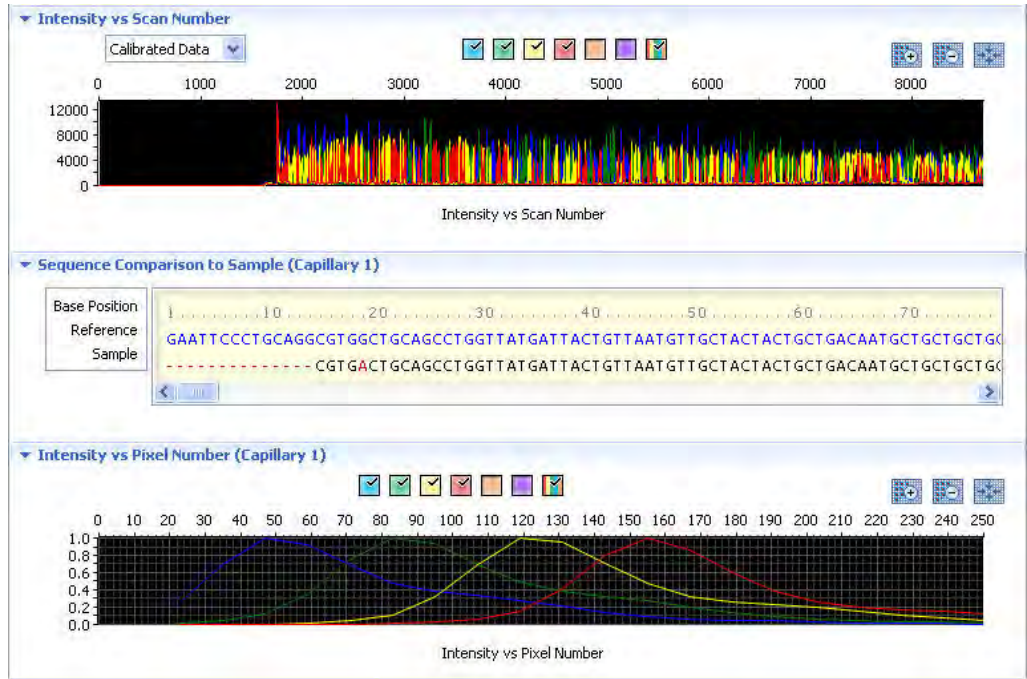 Intensity vs Scan Number
Calibrated Data
0 1000 2000 3000 4000 5000 6000 7000 8000
12000
8000
4000
0
Intensity vs Scan Number
Sequence Comparison to Sample (Capillary 1)
Base Position 1.........10.........20.........30.........40.........50.........60.........70.........
Reference GAATTCCCTGCAGGCGTGGCTGCAGCCTGGTTATGATTACTGTTAATGTTGCTACTACTGCTGACAATGCTGCTGCTGC
Sample --------------CGTGACTGCAGCCTGGTTATGATTACTGTTAATGTTGCTACTACTGCTGACAATGCTGCTGCTGC
Intensity vs Pixel Number (Capillary 1)
0 10 20 30 40 50 60 70 80 90 100 110 120 130 140 150 160 170 180 190 200 210 220 230 240 250
1.0
0.8
0.6
0.4
0.2
0.0
Intensity vs Pixel Number